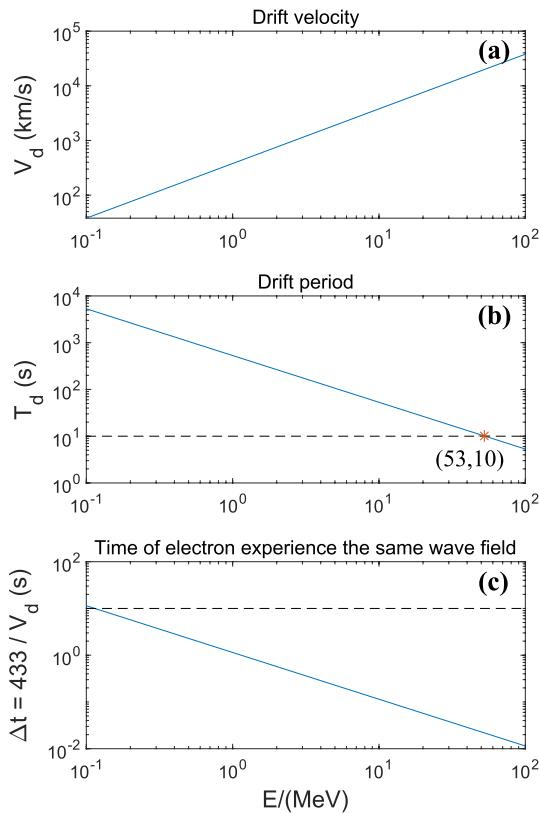 Drift velocity
(a)
V_d (km/s)
10^5
10^4
10^3
10^2
10^-1 10^0 10^1 10^2
Drift period
(b)
T_d (s)
10^4
10^3
10^2
10^1
10^0
(53,10)
10^-1 10^0 10^1 10^2
Time of electron experience the same wave field
(c)
Δt = 433 / V_d (s)
10^2
10^0
10^-2
10^-1 10^0 10^1 10^2
E/(MeV)